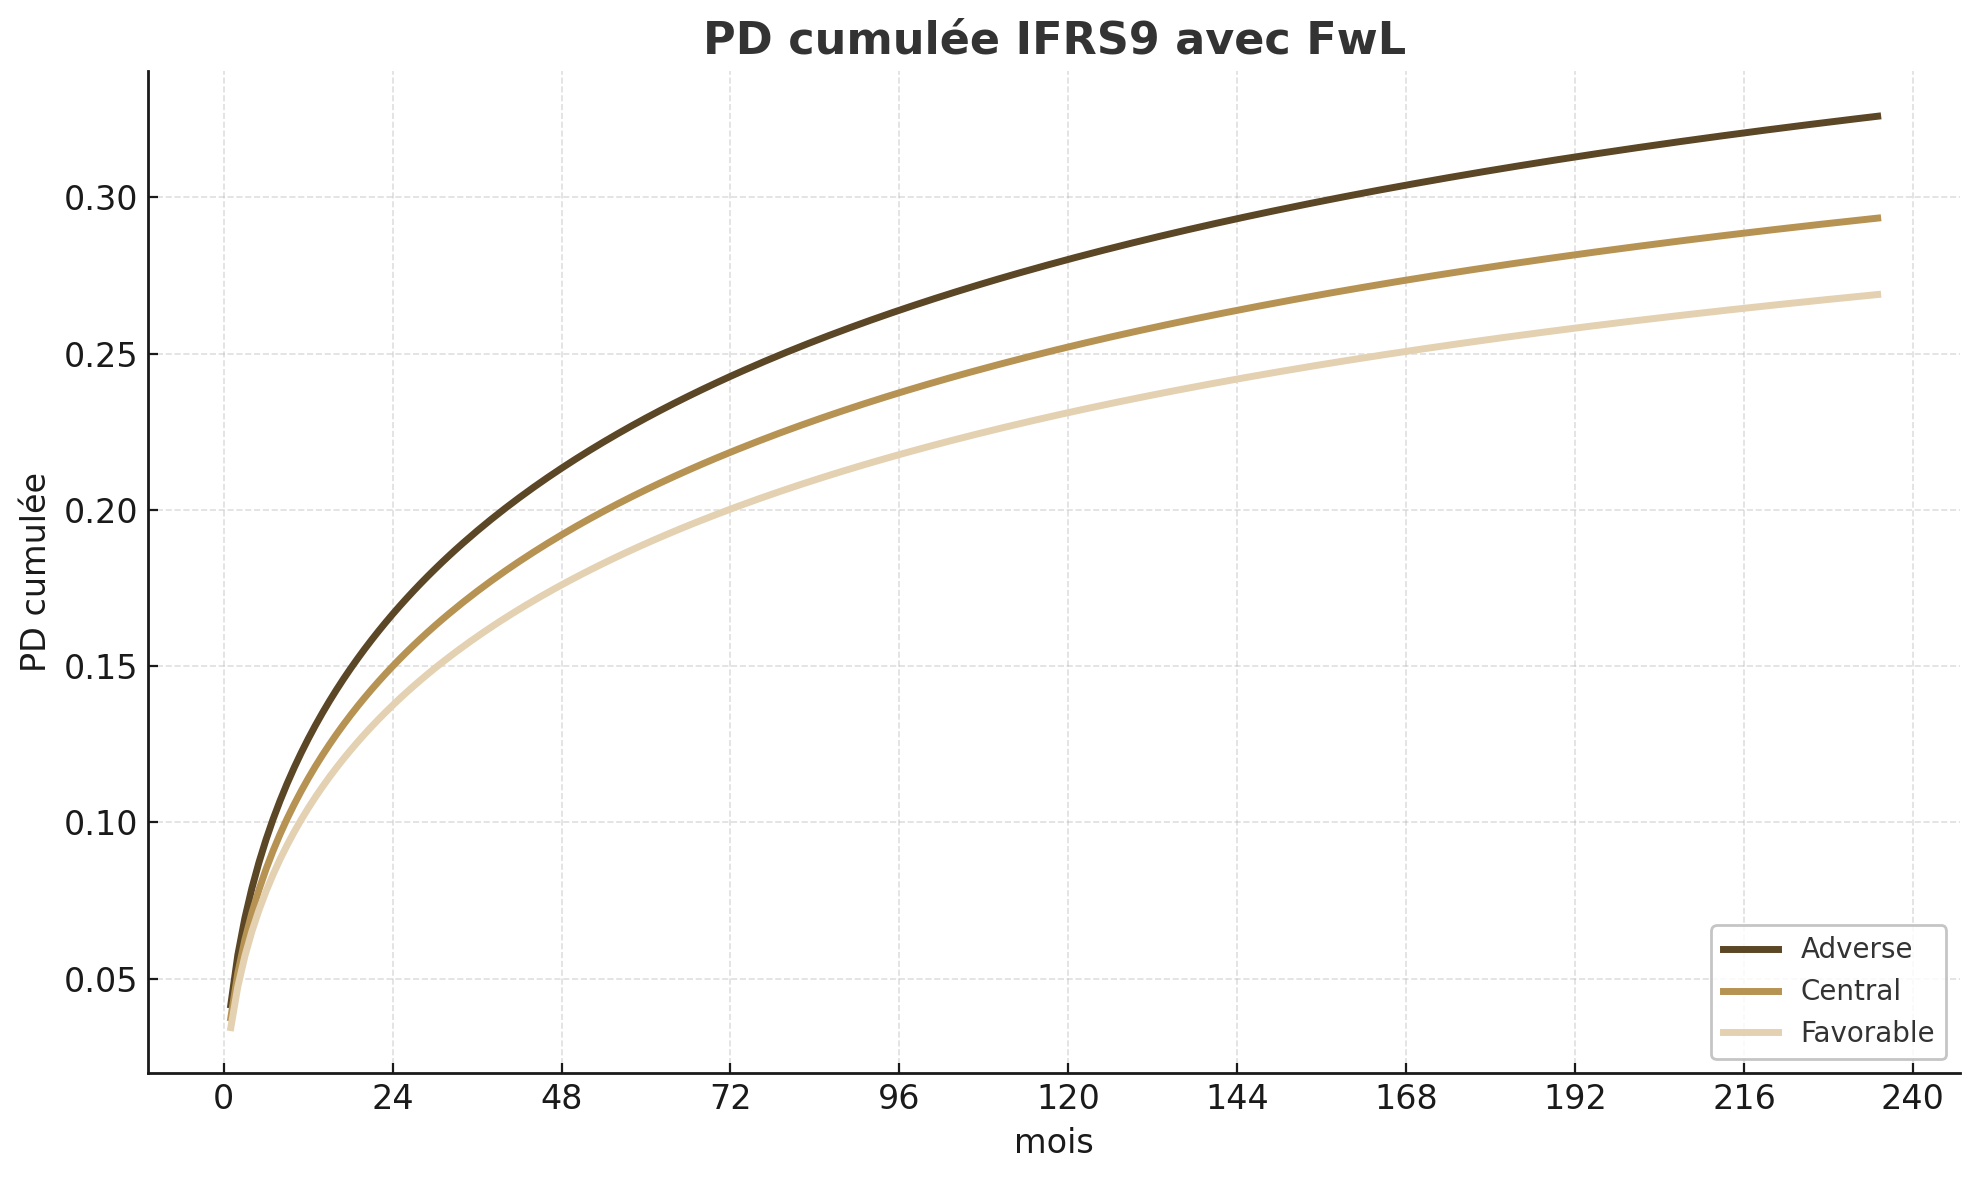 PD cumulée IFRS9 avec FwL
PD cumulée
0.30
0.25
0.20
0.15
0.10
0.05
Adverse
Central
Favorable
0 24 48 72 96 120 144 168 192 216 240
mois